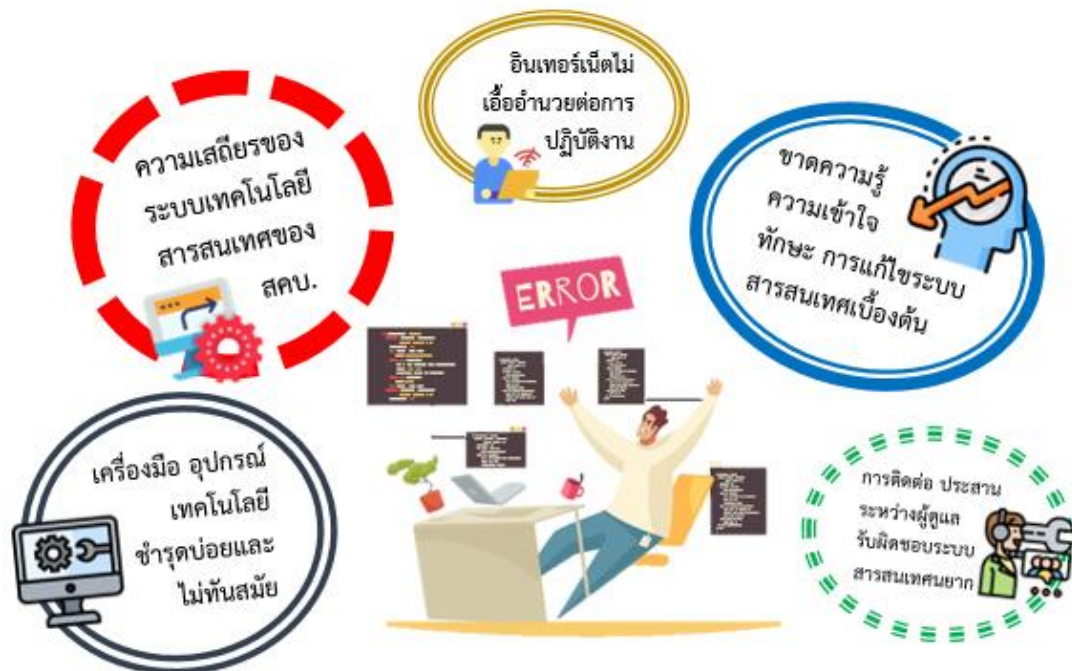 อินเทอร์เน็ตไม่
เอื้ออำนวยต่อการ
ปฏิบัติงาน
ความเสถียรของ
ระบบเทคโนโลยี
สารสนเทศของ
สคบ.
ขาดความรู้
ความเข้าใจ
ทักษะ การแก้ไขระบบ
สารสนเทศเบื้องต้น
ERROR
เครื่องมือ อุปกรณ์
เทคโนโลยี
ชำรุดบ่อยและ
ไม่ทันสมัย
การติดต่อ ประสาน
ระหว่างผู้ดูแล
รับผิดชอบระบบ
สารสนเทศนยาก